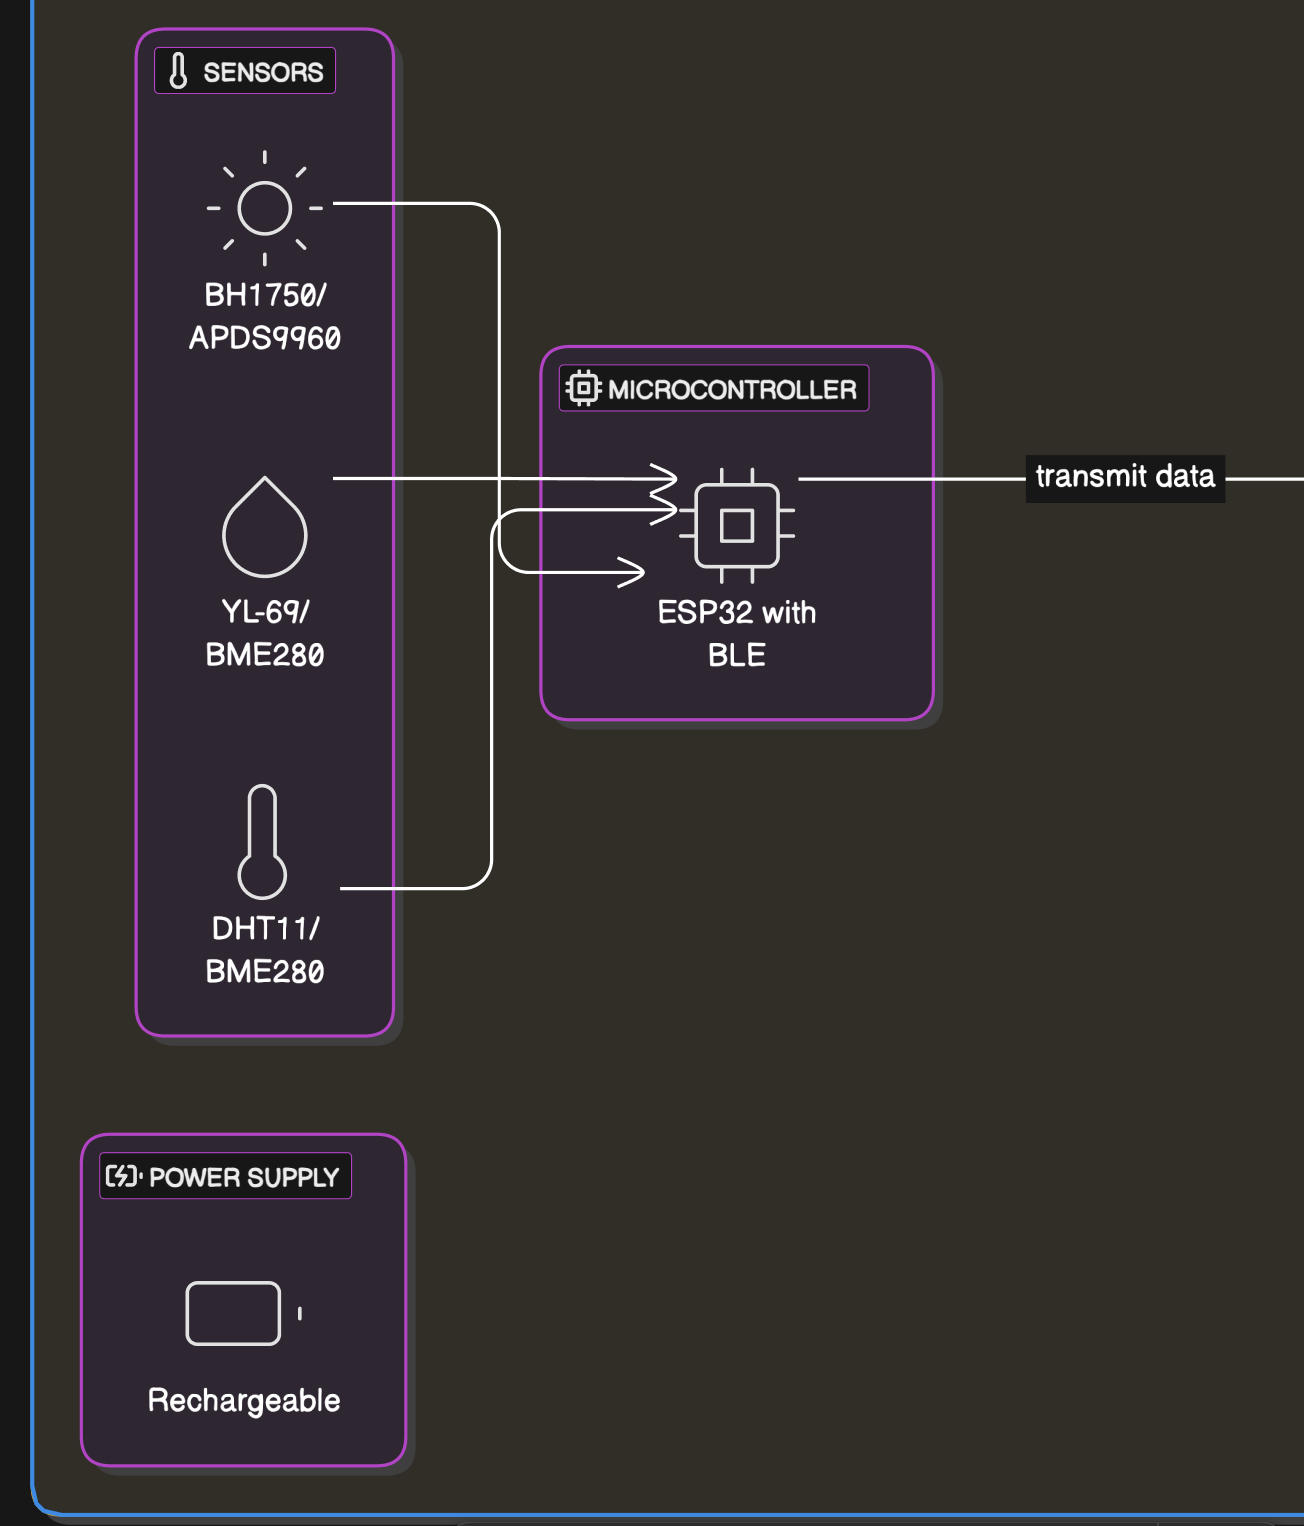 SENSORS
BH1750/
APDS9960
YL-69/
BME280
DHT11/
BME280
MICROCONTROLLER
ESP32 with
BLE
transmit data
POWER SUPPLY
Rechargeable